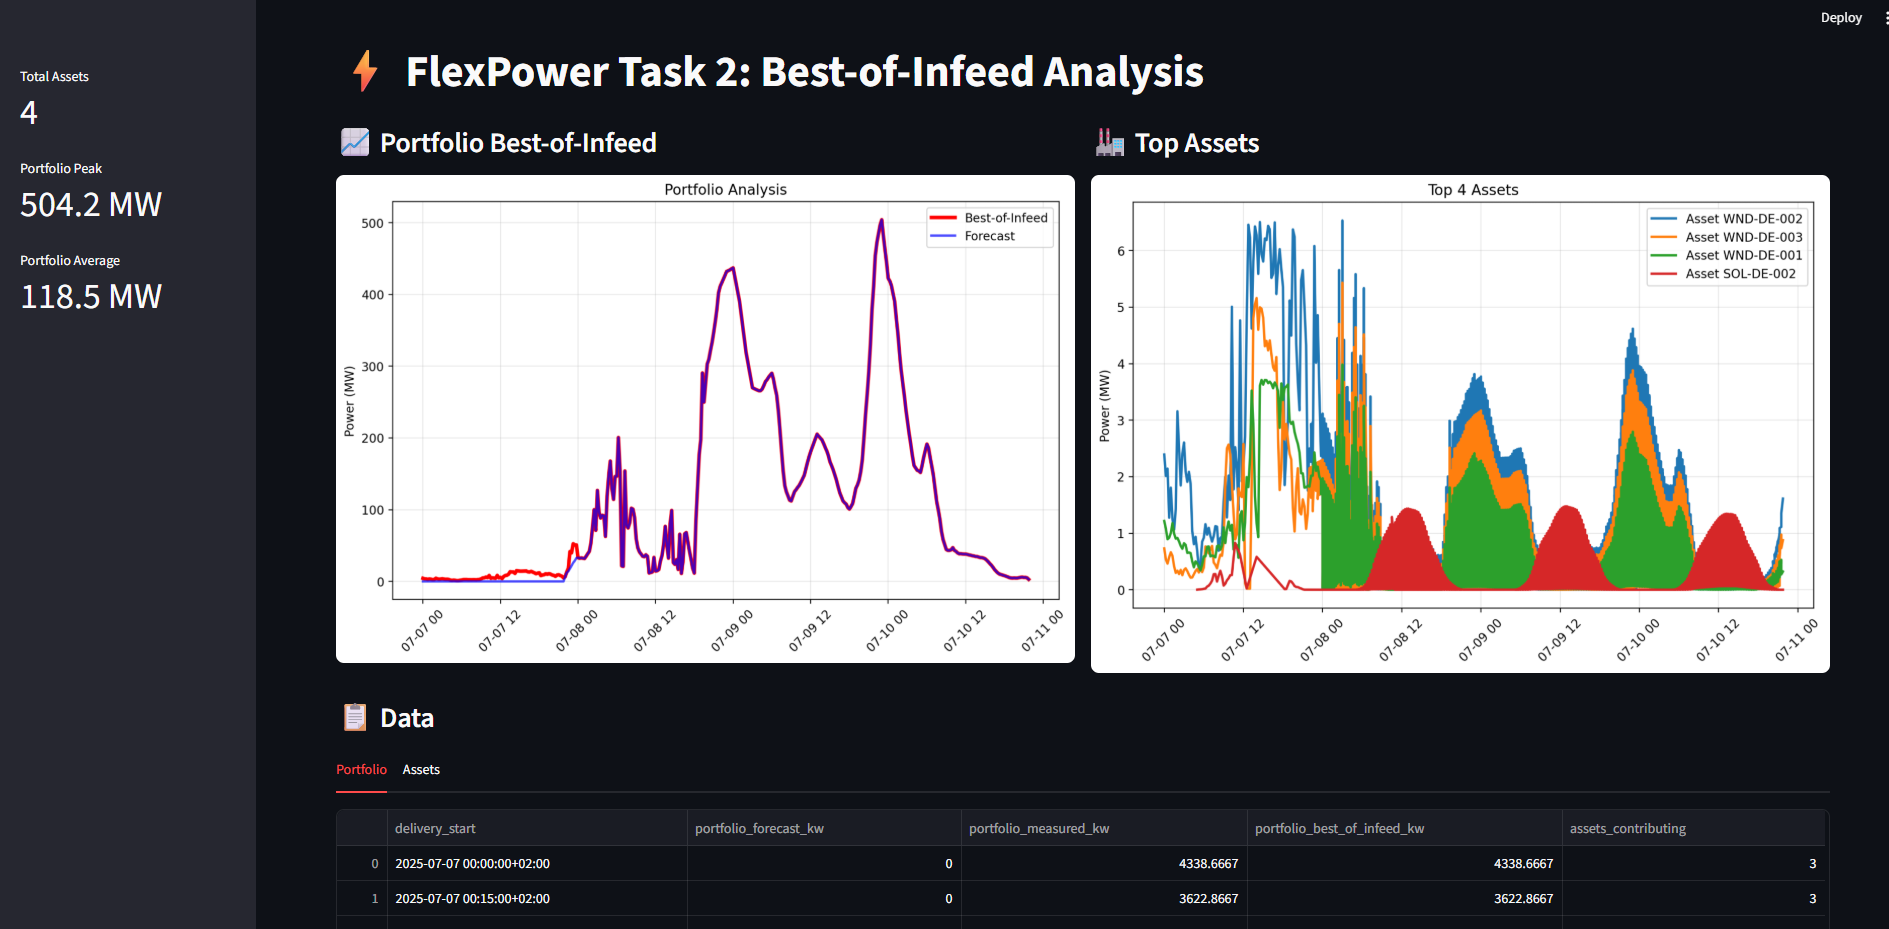 Deploy
Total Assets
4
Portfolio Peak
504.2 MW
Portfolio Average
118.5 MW
FlexPower Task 2: Best-of-Infeed Analysis
Portfolio Best-of-Infeed
Portfolio Analysis
Best-of-Infeed
Forecast
Power (MW)
500
400
300
200
100
0
07-07 00
07-07 12
07-08 00
07-08 12
07-09 00
07-09 12
07-10 00
07-10 12
07-11 00
Top Assets
Top 4 Assets
Asset WND-DE-002
Asset WND-DE-003
Asset WND-DE-001
Asset SOL-DE-002
Power (MW)
6
5
4
3
2
1
0
07-07 00
07-07 12
07-08 00
07-08 12
07-09 00
07-09 12
07-10 00
07-10 12
07-11 00
Data
Portfolio Assets
delivery_start portfolio_forecast_kw portfolio_measured_kw portfolio_best_of_infeed_kw assets_contributing
0 2025-07-07 00:00:00+02:00 0 4338.6667 4338.6667 3
1 2025-07-07 00:15:00+02:00 0 3622.8667 3622.8667 3